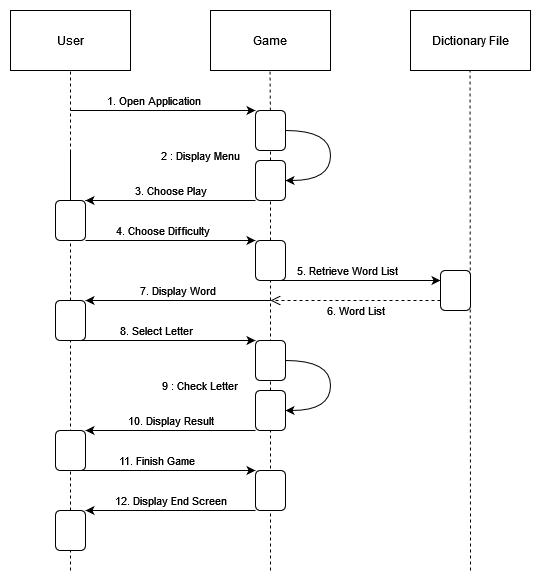 User
Game
Dictionary File
1. Open Application
2 : Display Menu
3. Choose Play
4. Choose Difficulty
5. Retrieve Word List
7. Display Word
6. Word List
8. Select Letter
9 : Check Letter
10. Display Result
11. Finish Game
12. Display End Screen